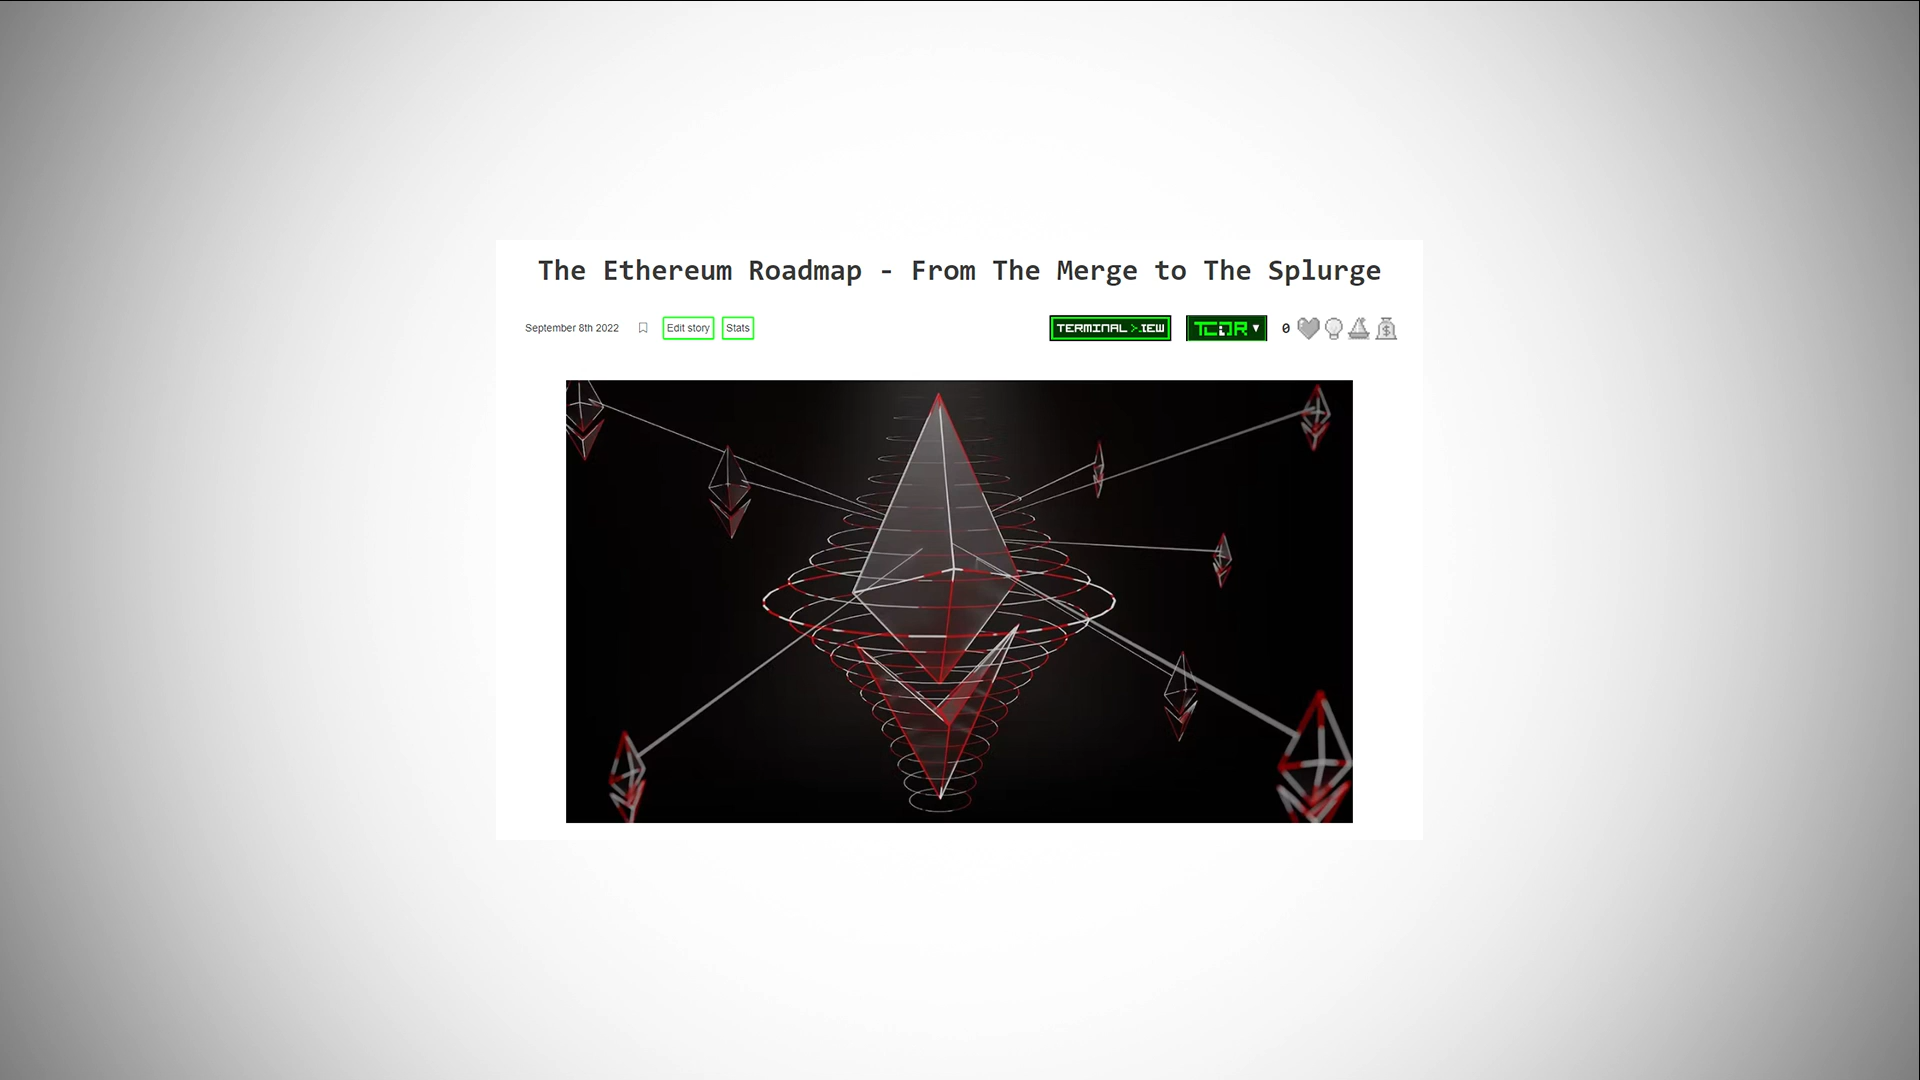 The Ethereum Roadmap - From The Merge to The Splurge
September 8th 2022 Edit story Stats TERMINAL 0